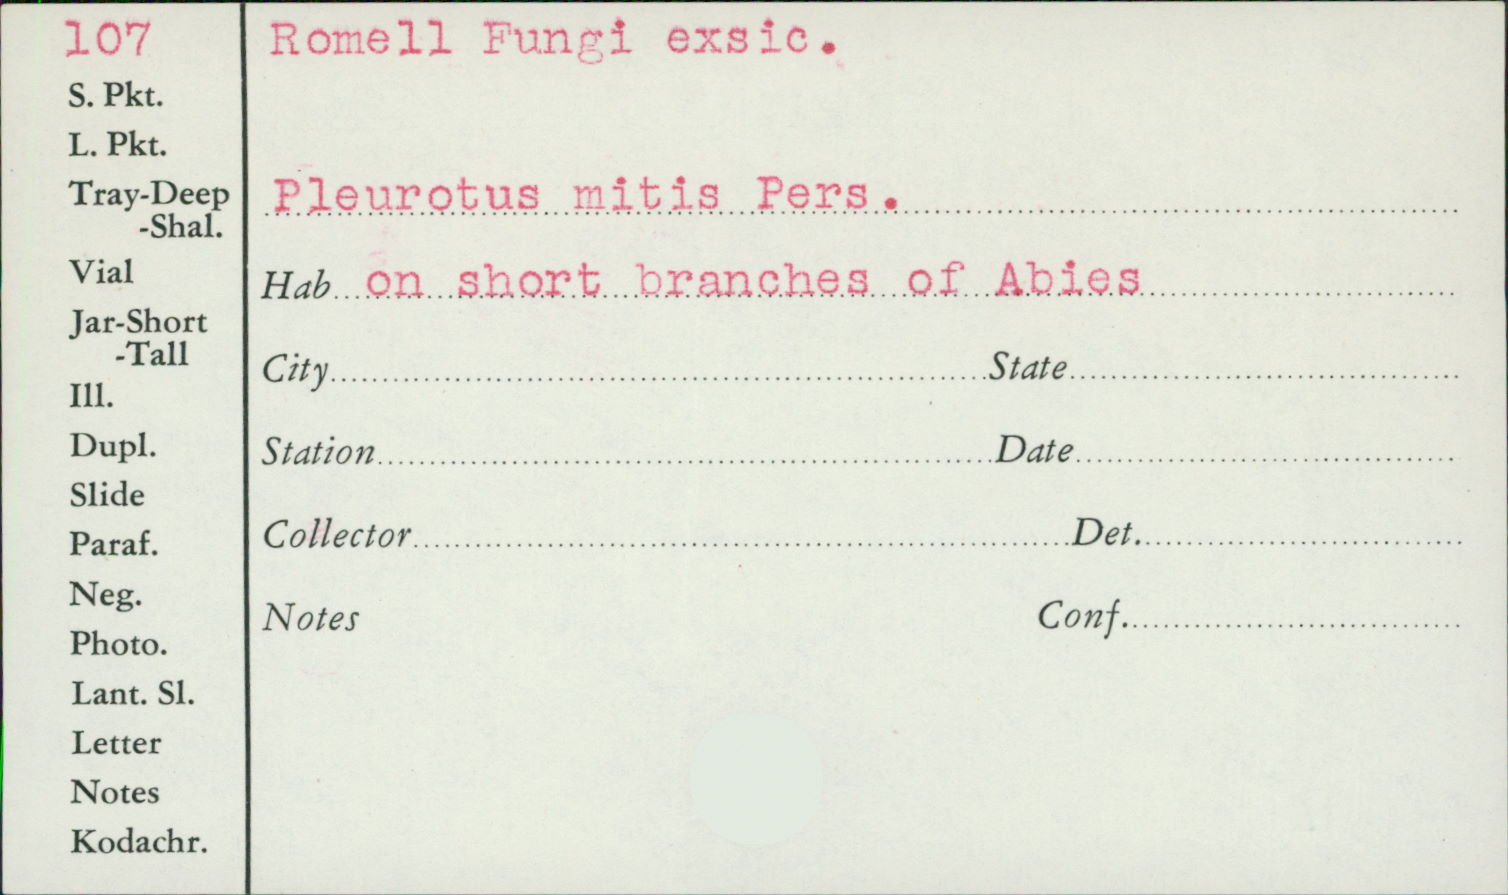 107
S. Pkt.
L. Pkt.
Tray-Deep
-Shal.
Vial
Jar-Short
-Tall
Ill.
Dupl.
Slide
Paraf.
Neg.
Photo.
Lant. Sl.
Letter
Notes
Kodachr.
Romell Fungi exsic.
Pleurotus mitis Pers.
Hab on short branches of Abies
City State
Station Date
Collector Det.
Notes Conf.